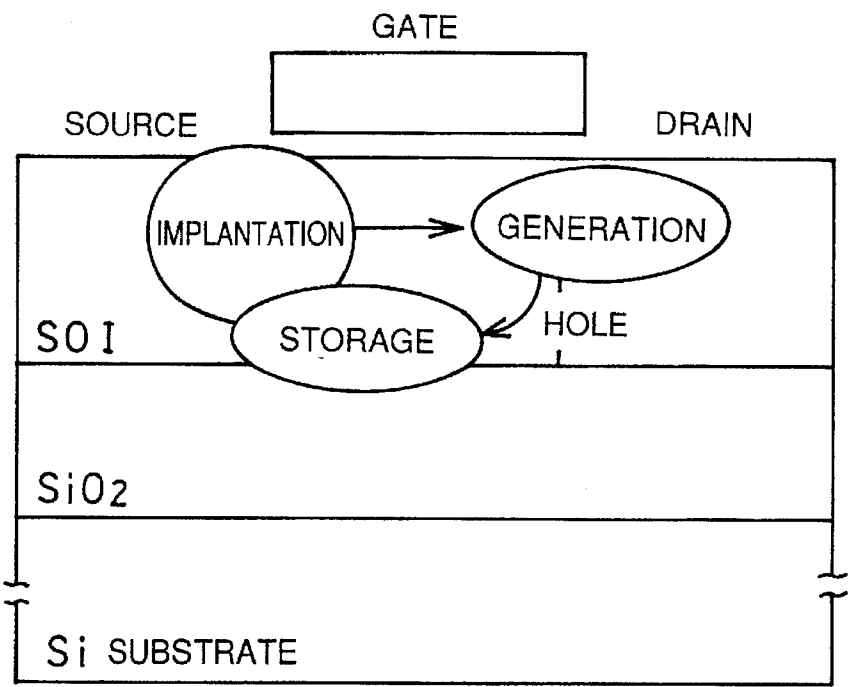 GATE
SOURCE
DRAIN
IMPLANTATION
GENERATION
HOLE
STORAGE
SOI
SiO2
Si SUBSTRATE